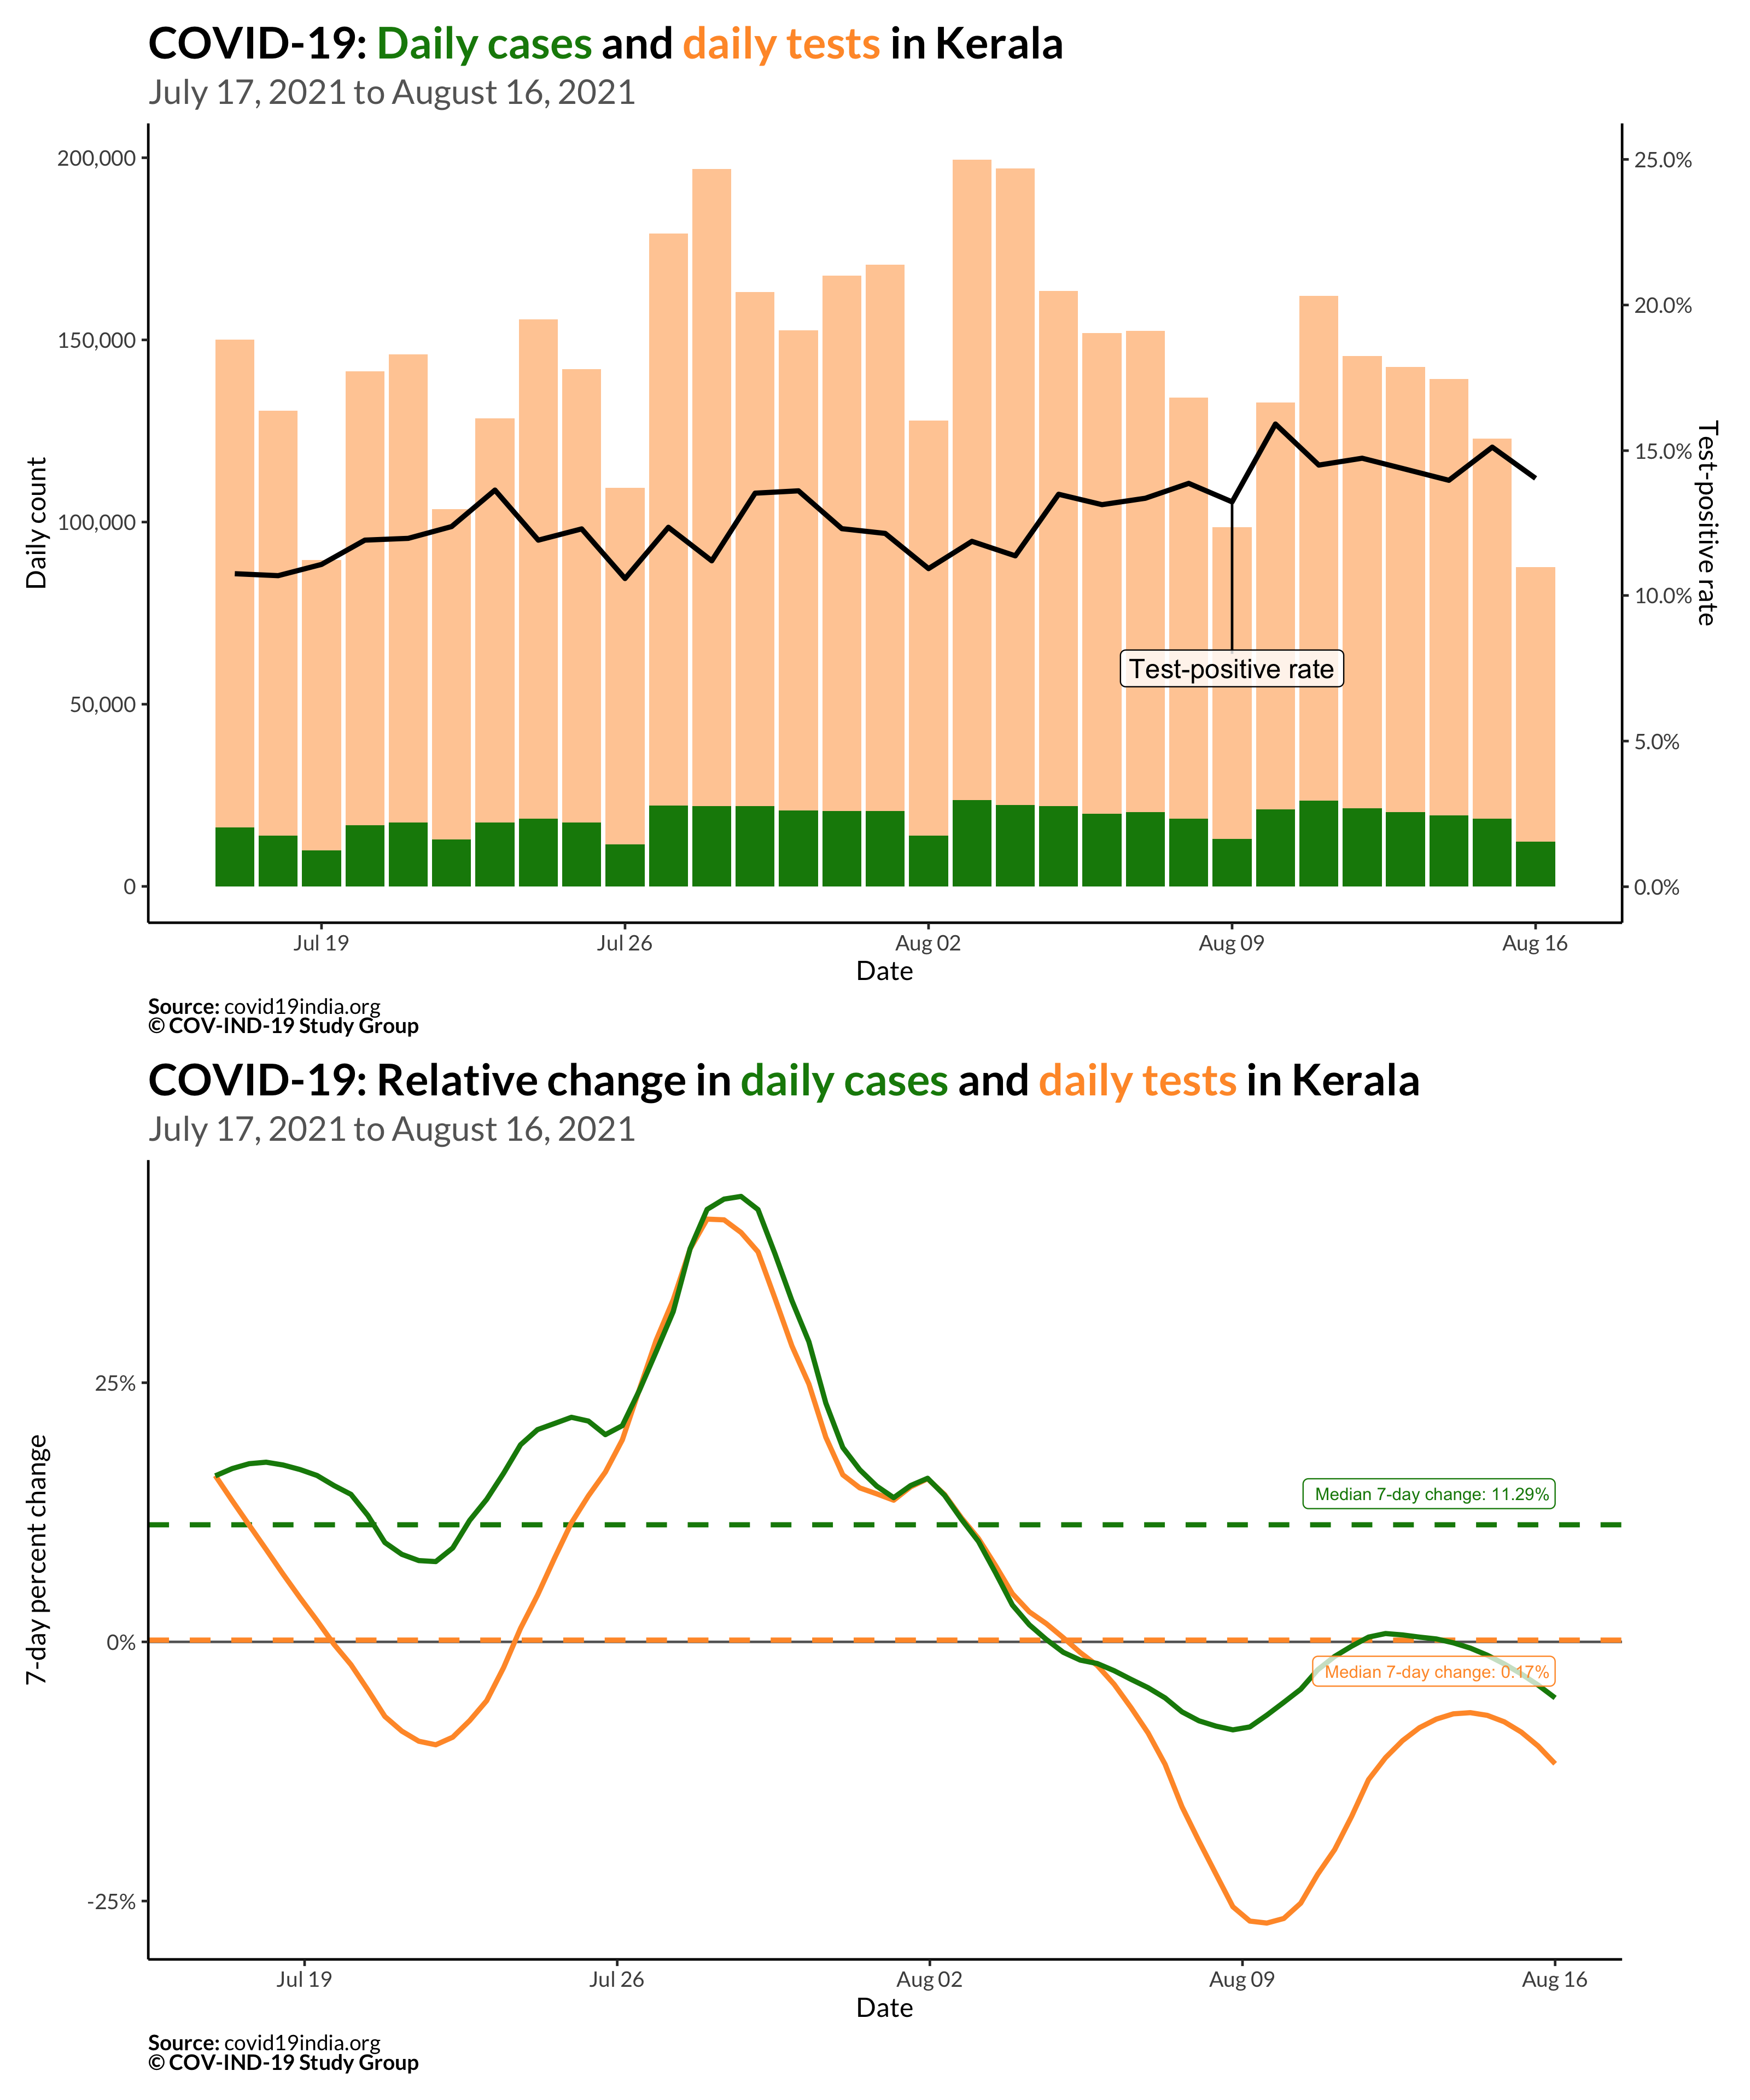 COVID-19: Daily cases and daily tests in Kerala
July 17, 2021 to August 16, 2021
200,000
150,000
100,000
50,000
0
Daily count
25.0%
20.0%
15.0%
10.0%
5.0%
0.0%
Test-positive rate
Test-positive rate
Jul 19
Jul 26
Aug 02
Aug 09
Aug 16
Date
Source: covid19india.org
© COV-IND-19 Study Group
COVID-19: Relative change in daily cases and daily tests in Kerala
July 17, 2021 to August 16, 2021
25%
0%
-25%
7-day percent change
Median 7-day change: 11.29%
Median 7-day change: 0.17%
Jul 19
Jul 26
Aug 02
Aug 09
Aug 16
Date
Source: covid19india.org
© COV-IND-19 Study Group